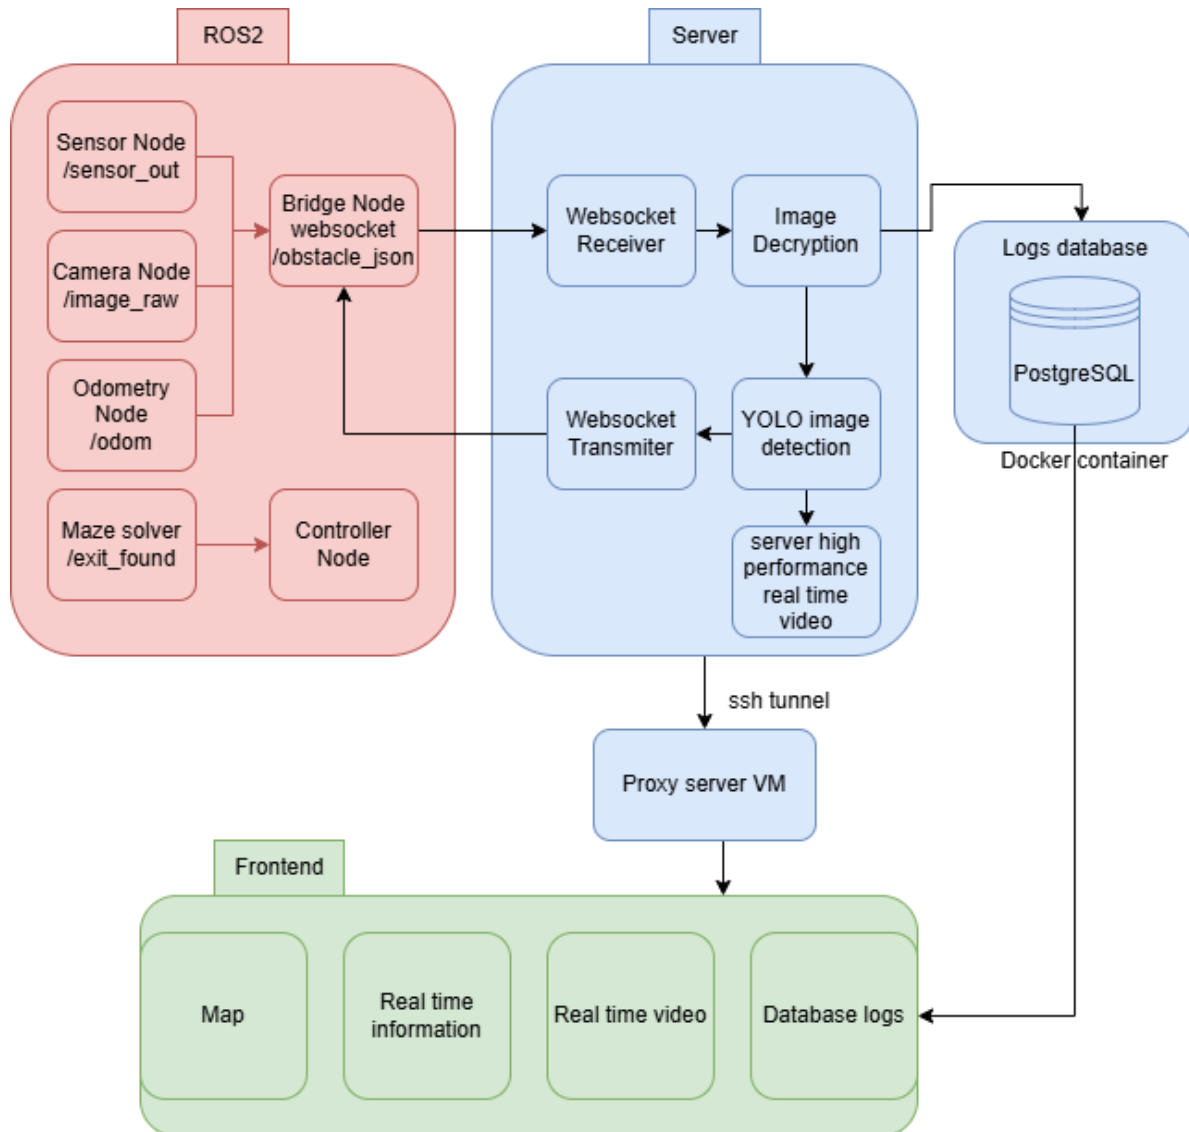 ROS2
Sensor Node
/sensor_out
Camera Node
/image_raw
Odometry
Node
/odom
Maze solver
/exit_found
Bridge Node
websocket
/obstacle_json
Controller
Node
Server
Websocket
Receiver
Image
Decryption
Websocket
Transmiter
YOLO image
detection
server high
performance
real time
video
Logs database
PostgreSQL
Docker container
ssh tunnel
Proxy server VM
Frontend
Map
Real time
information
Real time video
Database logs